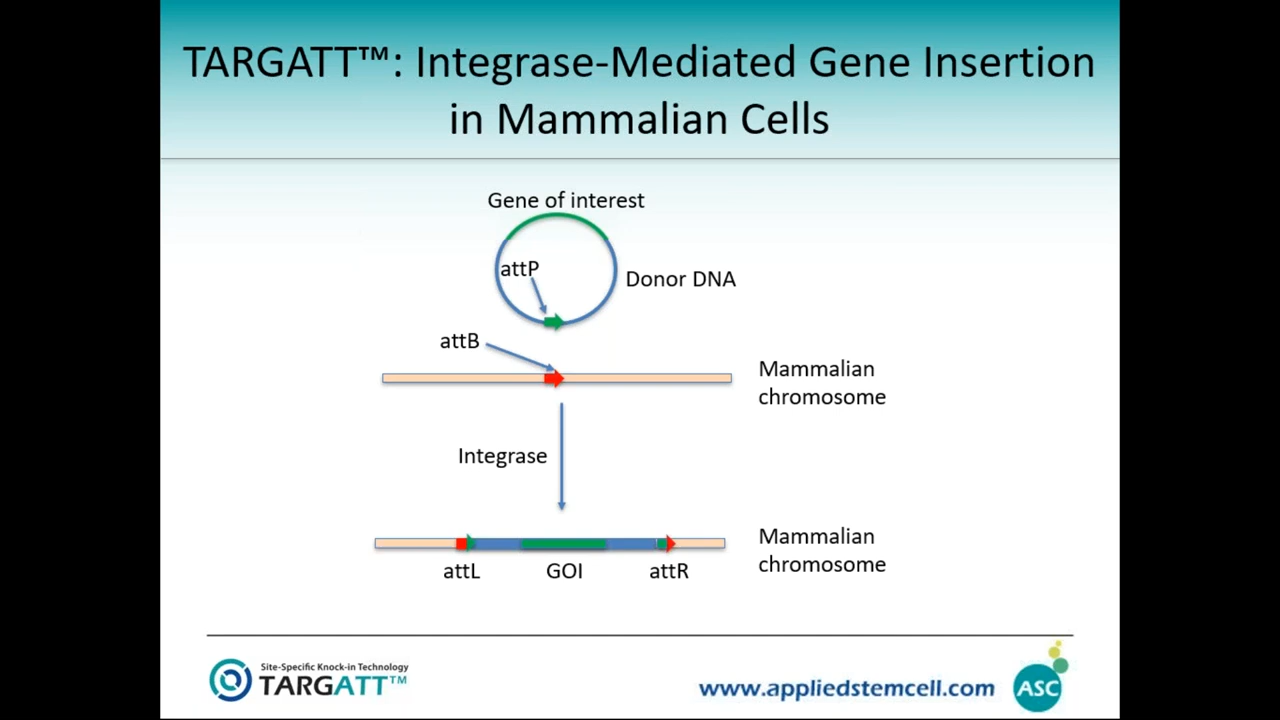 TARGATT™: Integrase-Mediated Gene Insertion
in Mammalian Cells
Gene of interest
attP
Donor DNA
attB
Mammalian
chromosome
Integrase
Mammalian
chromosome
attL
GOI
attR
Site-Specific Knock-in Technology
TARGATT™
www.appliedstemcell.com
ASC